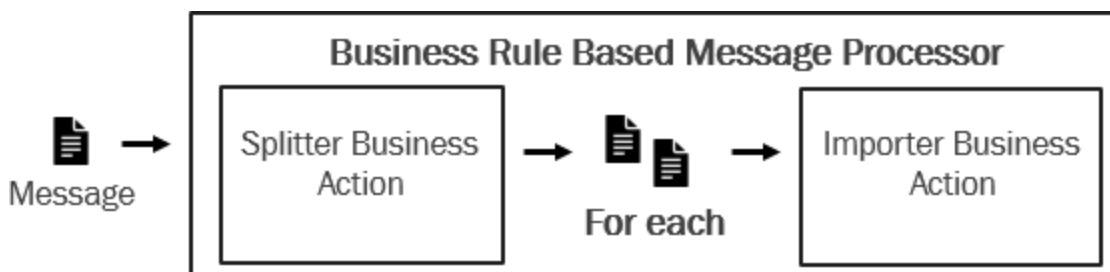 Business Rule Based Message Processor
Message
Splitter Business
Action
For each
Importer Business
Action